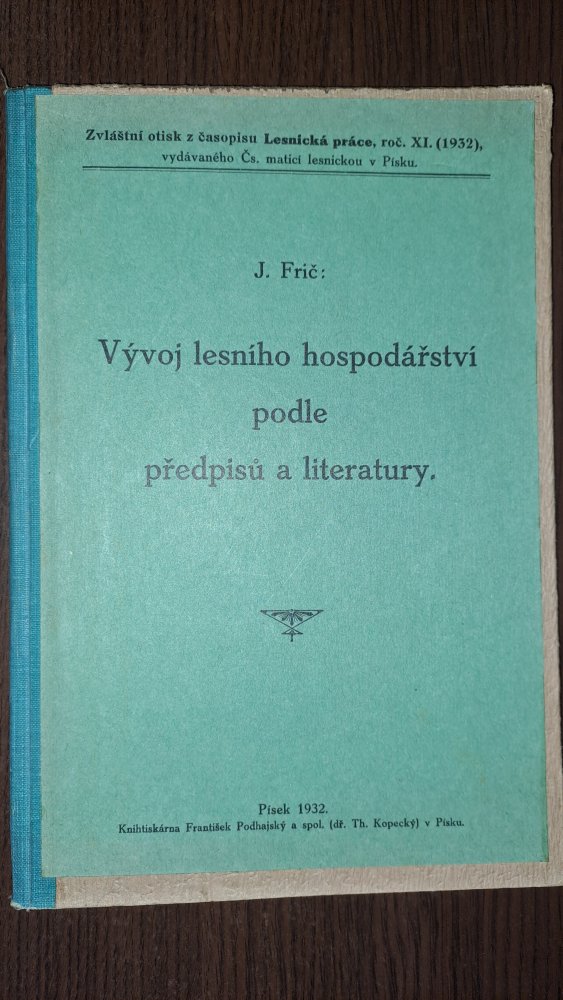 Zvláštní otisk z časopisu Lesnická práce, roč. XI. (1932),
vydávaného Čs. maticí lesnickou v Písku.
J. Frič:
Vývoj lesního hospodářství
podle
předpisů a literatury.
Písek 1932.
Knihtiskárna František Podhajský a spol. (dř. Th. Kopecký) v Písku.